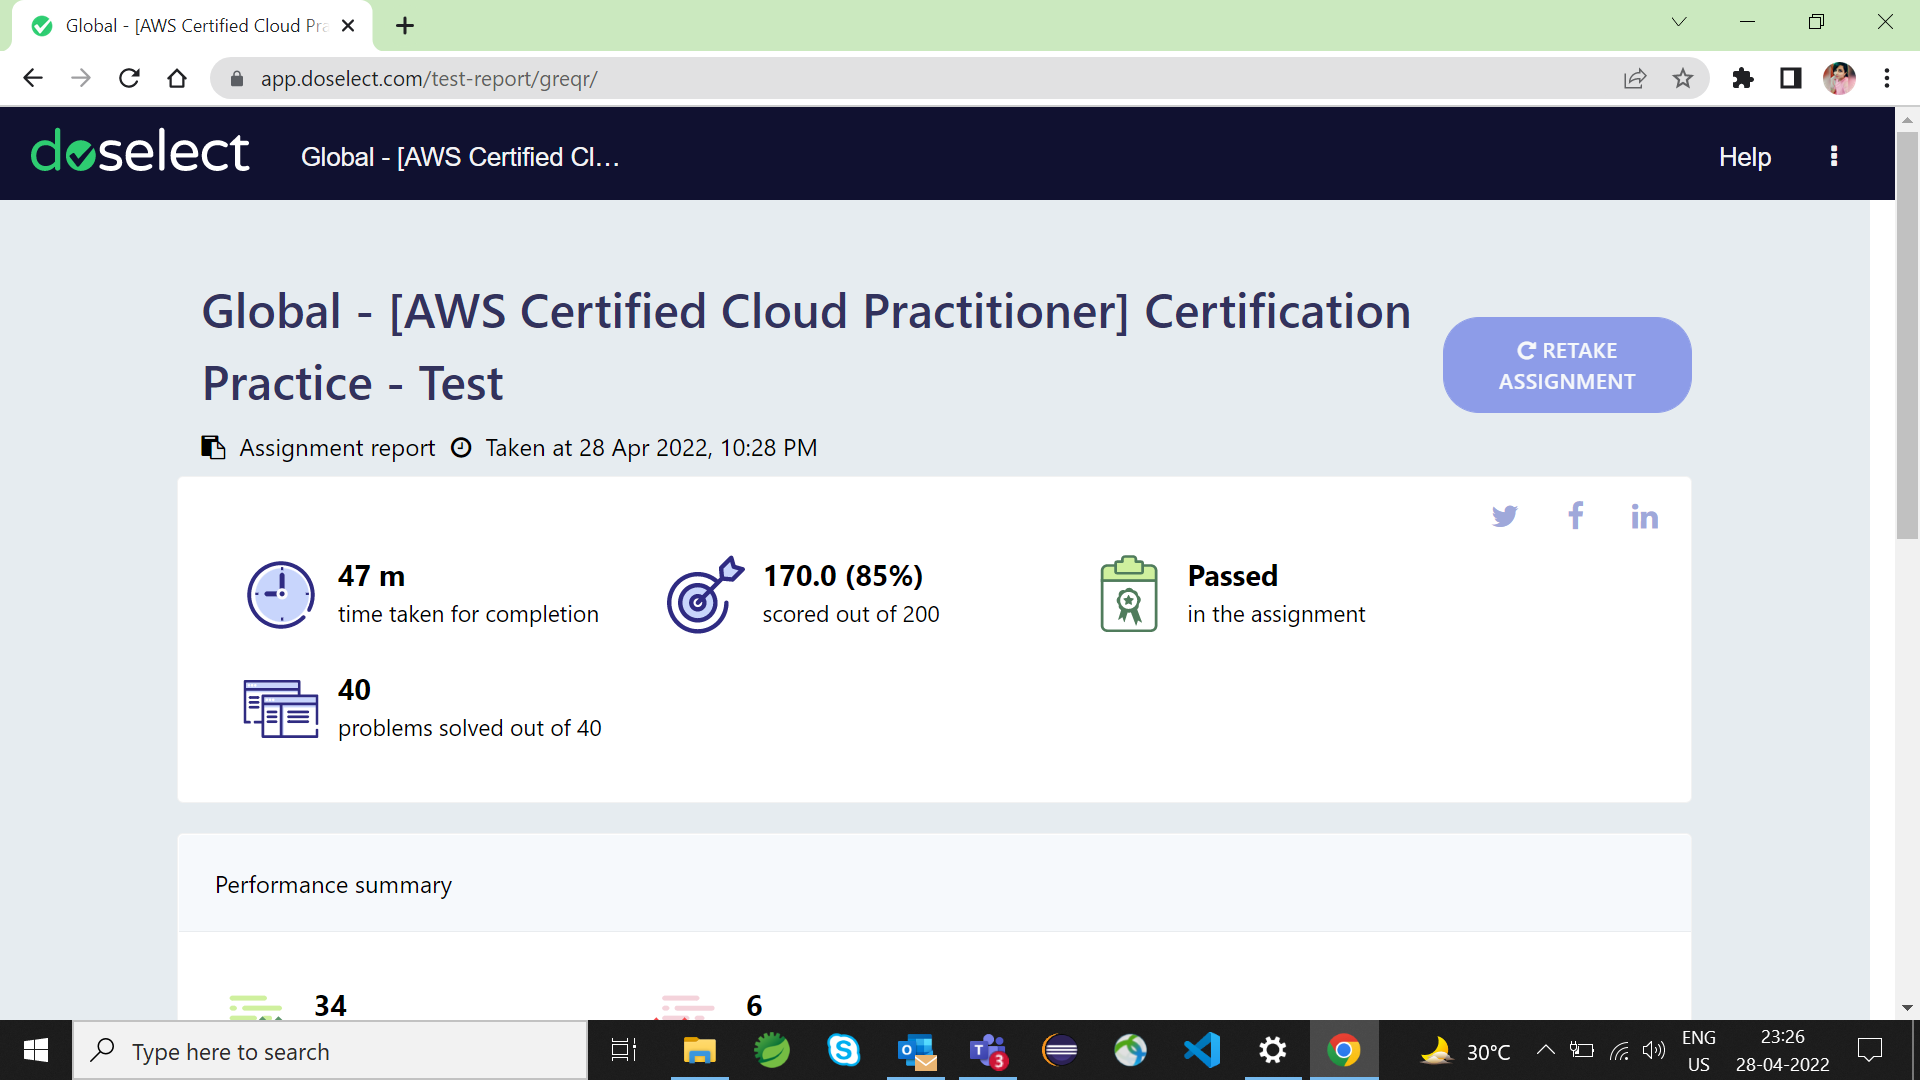 Global - [AWS Certified Cloud Pra
app.doselect.com/test-report/greqr/
doselect
Global - [AWS Certified Cl...
Help
Global - [AWS Certified Cloud Practitioner] Certification
Practice - Test
RETAKE
ASSIGNMENT
Assignment report
Taken at 28 Apr 2022, 10:28 PM
47 m
time taken for completion
170.0 (85%)
scored out of 200
Passed
in the assignment
40
problems solved out of 40
Performance summary
34
6
Type here to search
3
30°C
ENG
US
23:26
28-04-2022